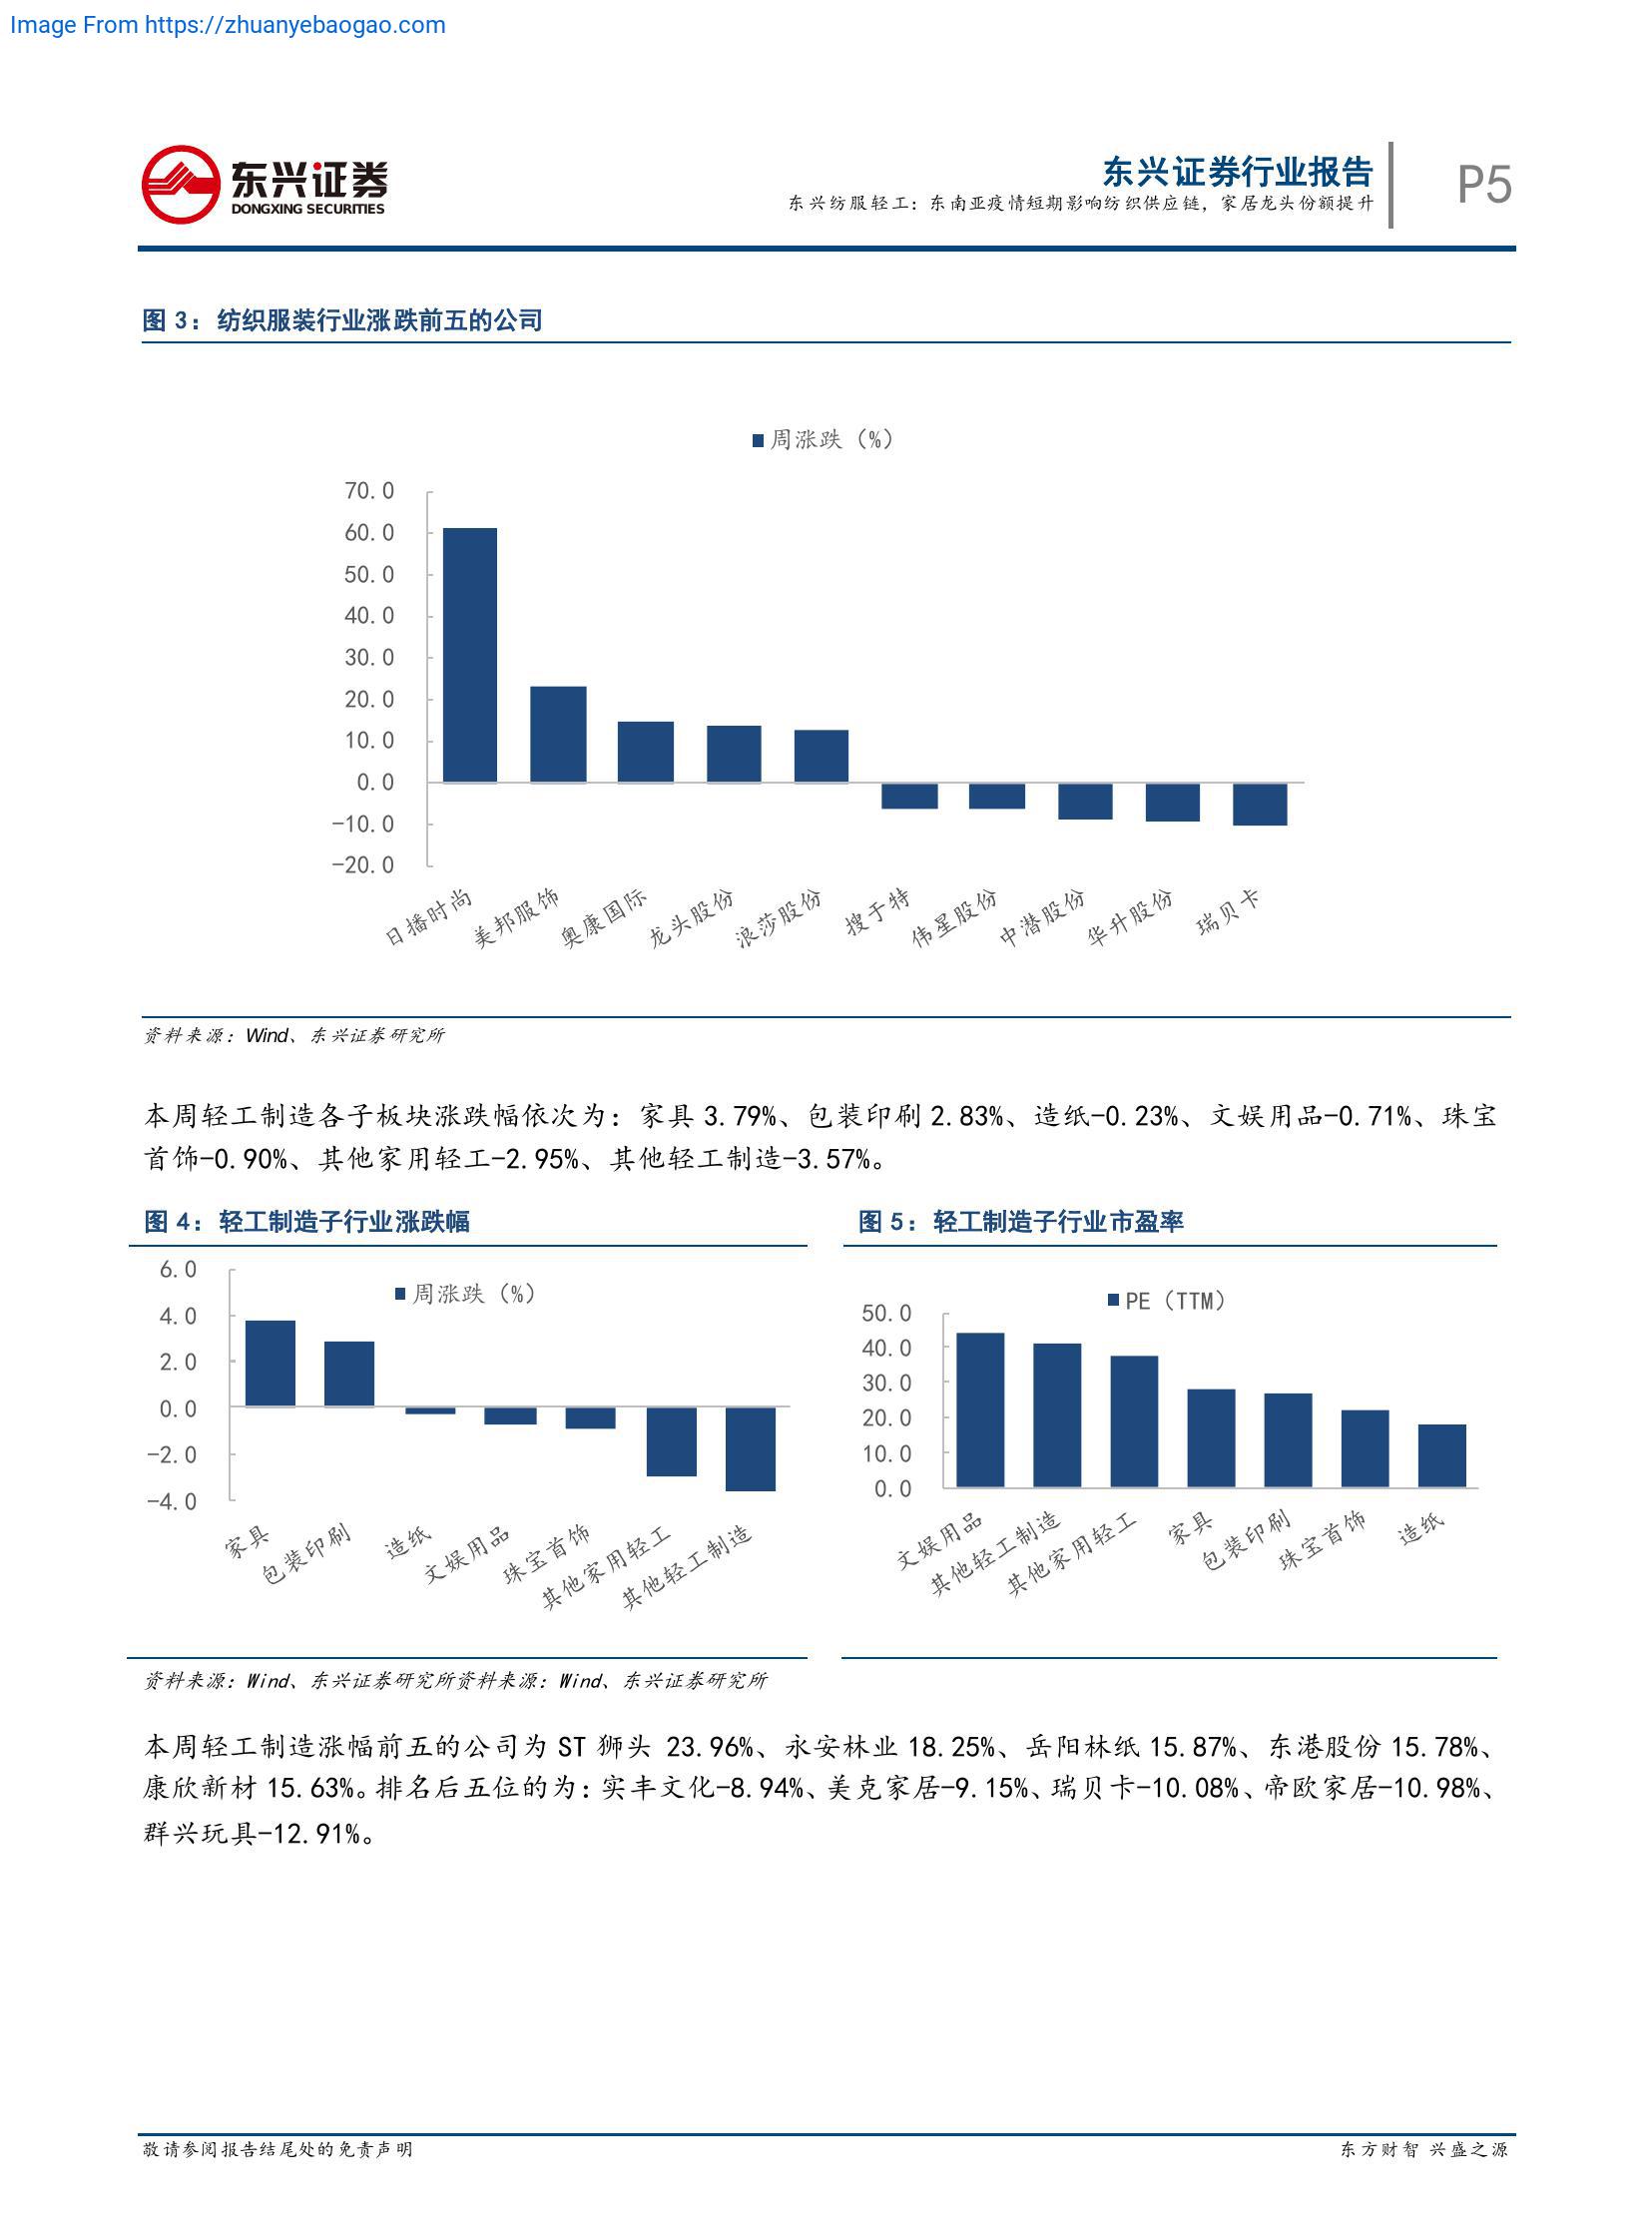 Image From https://zhuanyebaogao.com
东兴证券
DONGXING SECURITIES
东兴证券行业报告
东兴纺服轻工：东南亚疫情短期影响纺织供应链，家居龙头份额提升
P5
图 3：纺织服装行业涨跌前五的公司
周涨跌（%）
70.0
60.0
50.0
40.0
30.0
20.0
10.0
0.0
-10.0
-20.0
日播时尚
美邦服饰
奥康国际
龙头股份
浪莎股份
搜于特
伟星股份
中潜股份
华升股份
瑞贝卡
资料来源：Wind、东兴证券研究所
本周轻工制造各子板块涨跌幅依次为：家具 3.79%、包装印刷 2.83%、造纸-0.23%、文娱用品-0.71%、珠宝
首饰-0.90%、其他家用轻工-2.95%、其他轻工制造-3.57%。
图 4：轻工制造子行业涨跌幅
周涨跌（%）
6.0
4.0
2.0
0.0
-2.0
-4.0
家具
包装印刷
造纸
文娱用品
珠宝首饰
其他家用轻工
其他轻工制造
图 5：轻工制造子行业市盈率
PE（TTM）
50.0
40.0
30.0
20.0
10.0
0.0
文娱用品
其他轻工制造
其他家用轻工
家具
包装印刷
珠宝首饰
造纸
资料来源：Wind、东兴证券研究所资料来源：Wind、东兴证券研究所
本周轻工制造涨幅前五的公司为 ST 狮头 23.96%、永安林业 18.25%、岳阳林纸 15.87%、东港股份 15.78%、
康欣新材 15.63%。排名后五位的为：实丰文化-8.94%、美克家居-9.15%、瑞贝卡-10.08%、帝欧家居-10.98%、
群兴玩具-12.91%。
敬请参阅报告结尾处的免责声明
东方财智 兴盛之源